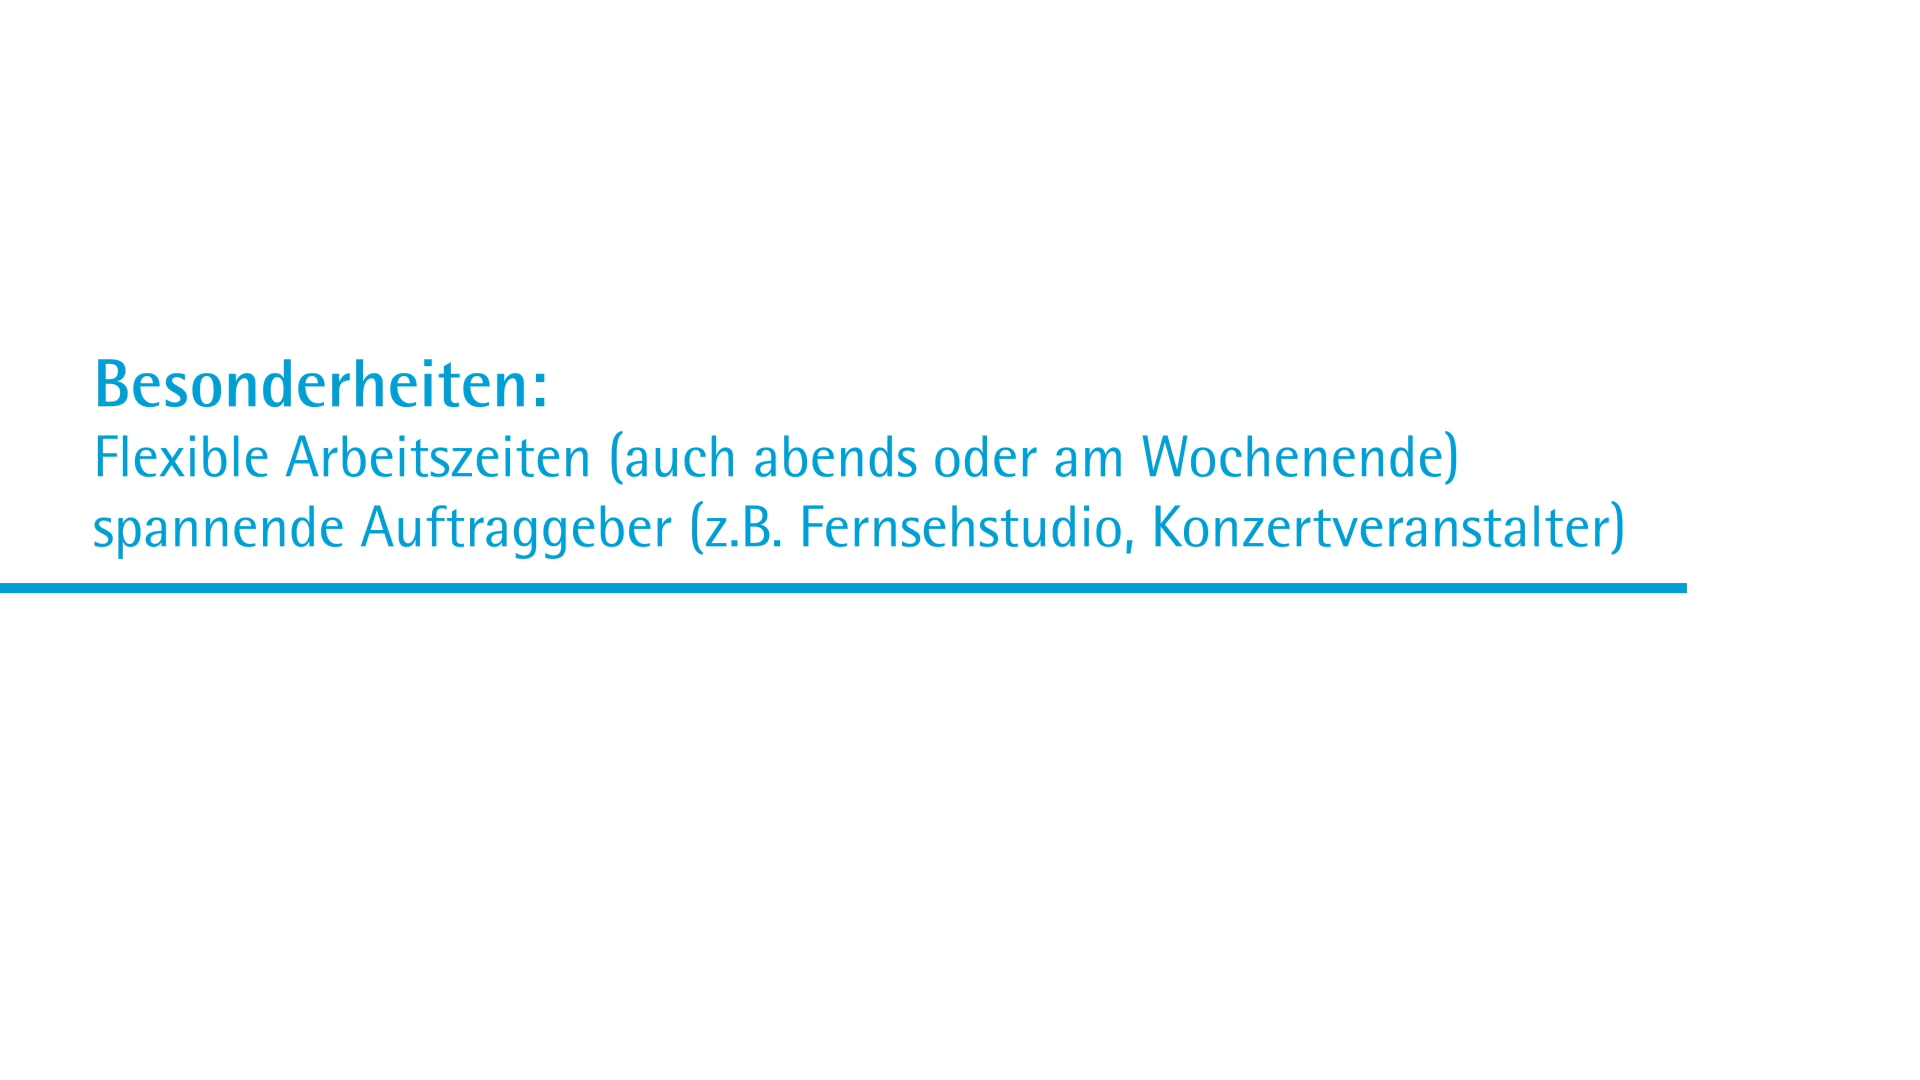 Besonderheiten:
Flexible Arbeitszeiten (auch abends oder am Wochenende)
spannende Auftraggeber (z.B. Fernsehstudio, Konzertveranstalter)